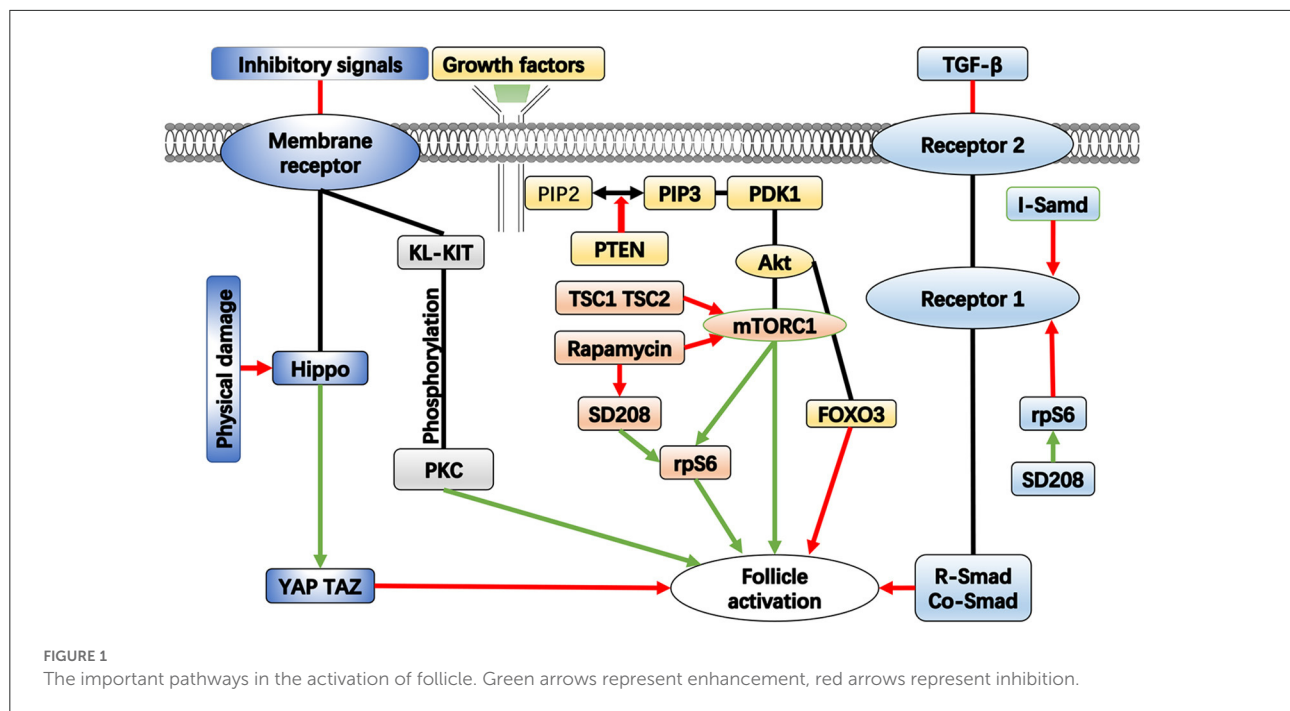 Inhibitory signals
Growth factors
TGF-β
Membrane
receptor
Receptor 2
PIP2
PIP3
PDK1
I-Samd
KL-KIT
PTEN
Akt
Physical damage
Phosphorylation
TSC1 TSC2
mTORC1
Receptor 1
Rapamycin
Hippo
SD208
FOXO3
rpS6
rpS6
PKC
SD208
YAP TAZ
Follicle
activation
R-Smad
Co-Smad
FIGURE 1
The important pathways in the activation of follicle. Green arrows represent enhancement, red arrows represent inhibition.